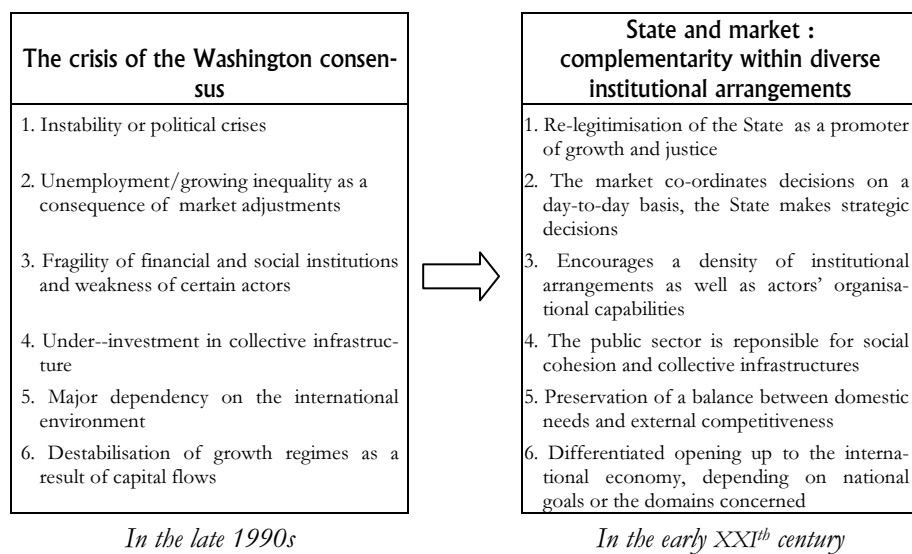 The crisis of the Washington consen-
sus
1. Instability or political crises
2. Unemployment/growing inequality as a
consequence of market adjustments
3. Fragility of financial and social institutions
and weakness of certain actors
4. Under--investment in collective infrastruc-
ture
5. Major dependency on the international
environment
6. Destabilisation of growth regimes as a
result of capital flows
In the late 1990s
State and market :
complementarity within diverse
institutional arrangements
1. Re-legitimisation of the State as a promoter
of growth and justice
2. The market co-ordinates decisions on a
day-to-day basis, the State makes strategic
decisions
3. Encourages a density of institutional
arrangements as well as actors’ organisa-
tional capabilities
4. The public sector is reponsible for social
cohesion and collective infrastructures
5. Preservation of a balance between domestic
needs and external competitiveness
6. Differentiated opening up to the interna-
tional economy, depending on national
goals or the domains concerned
In the early XXIth century